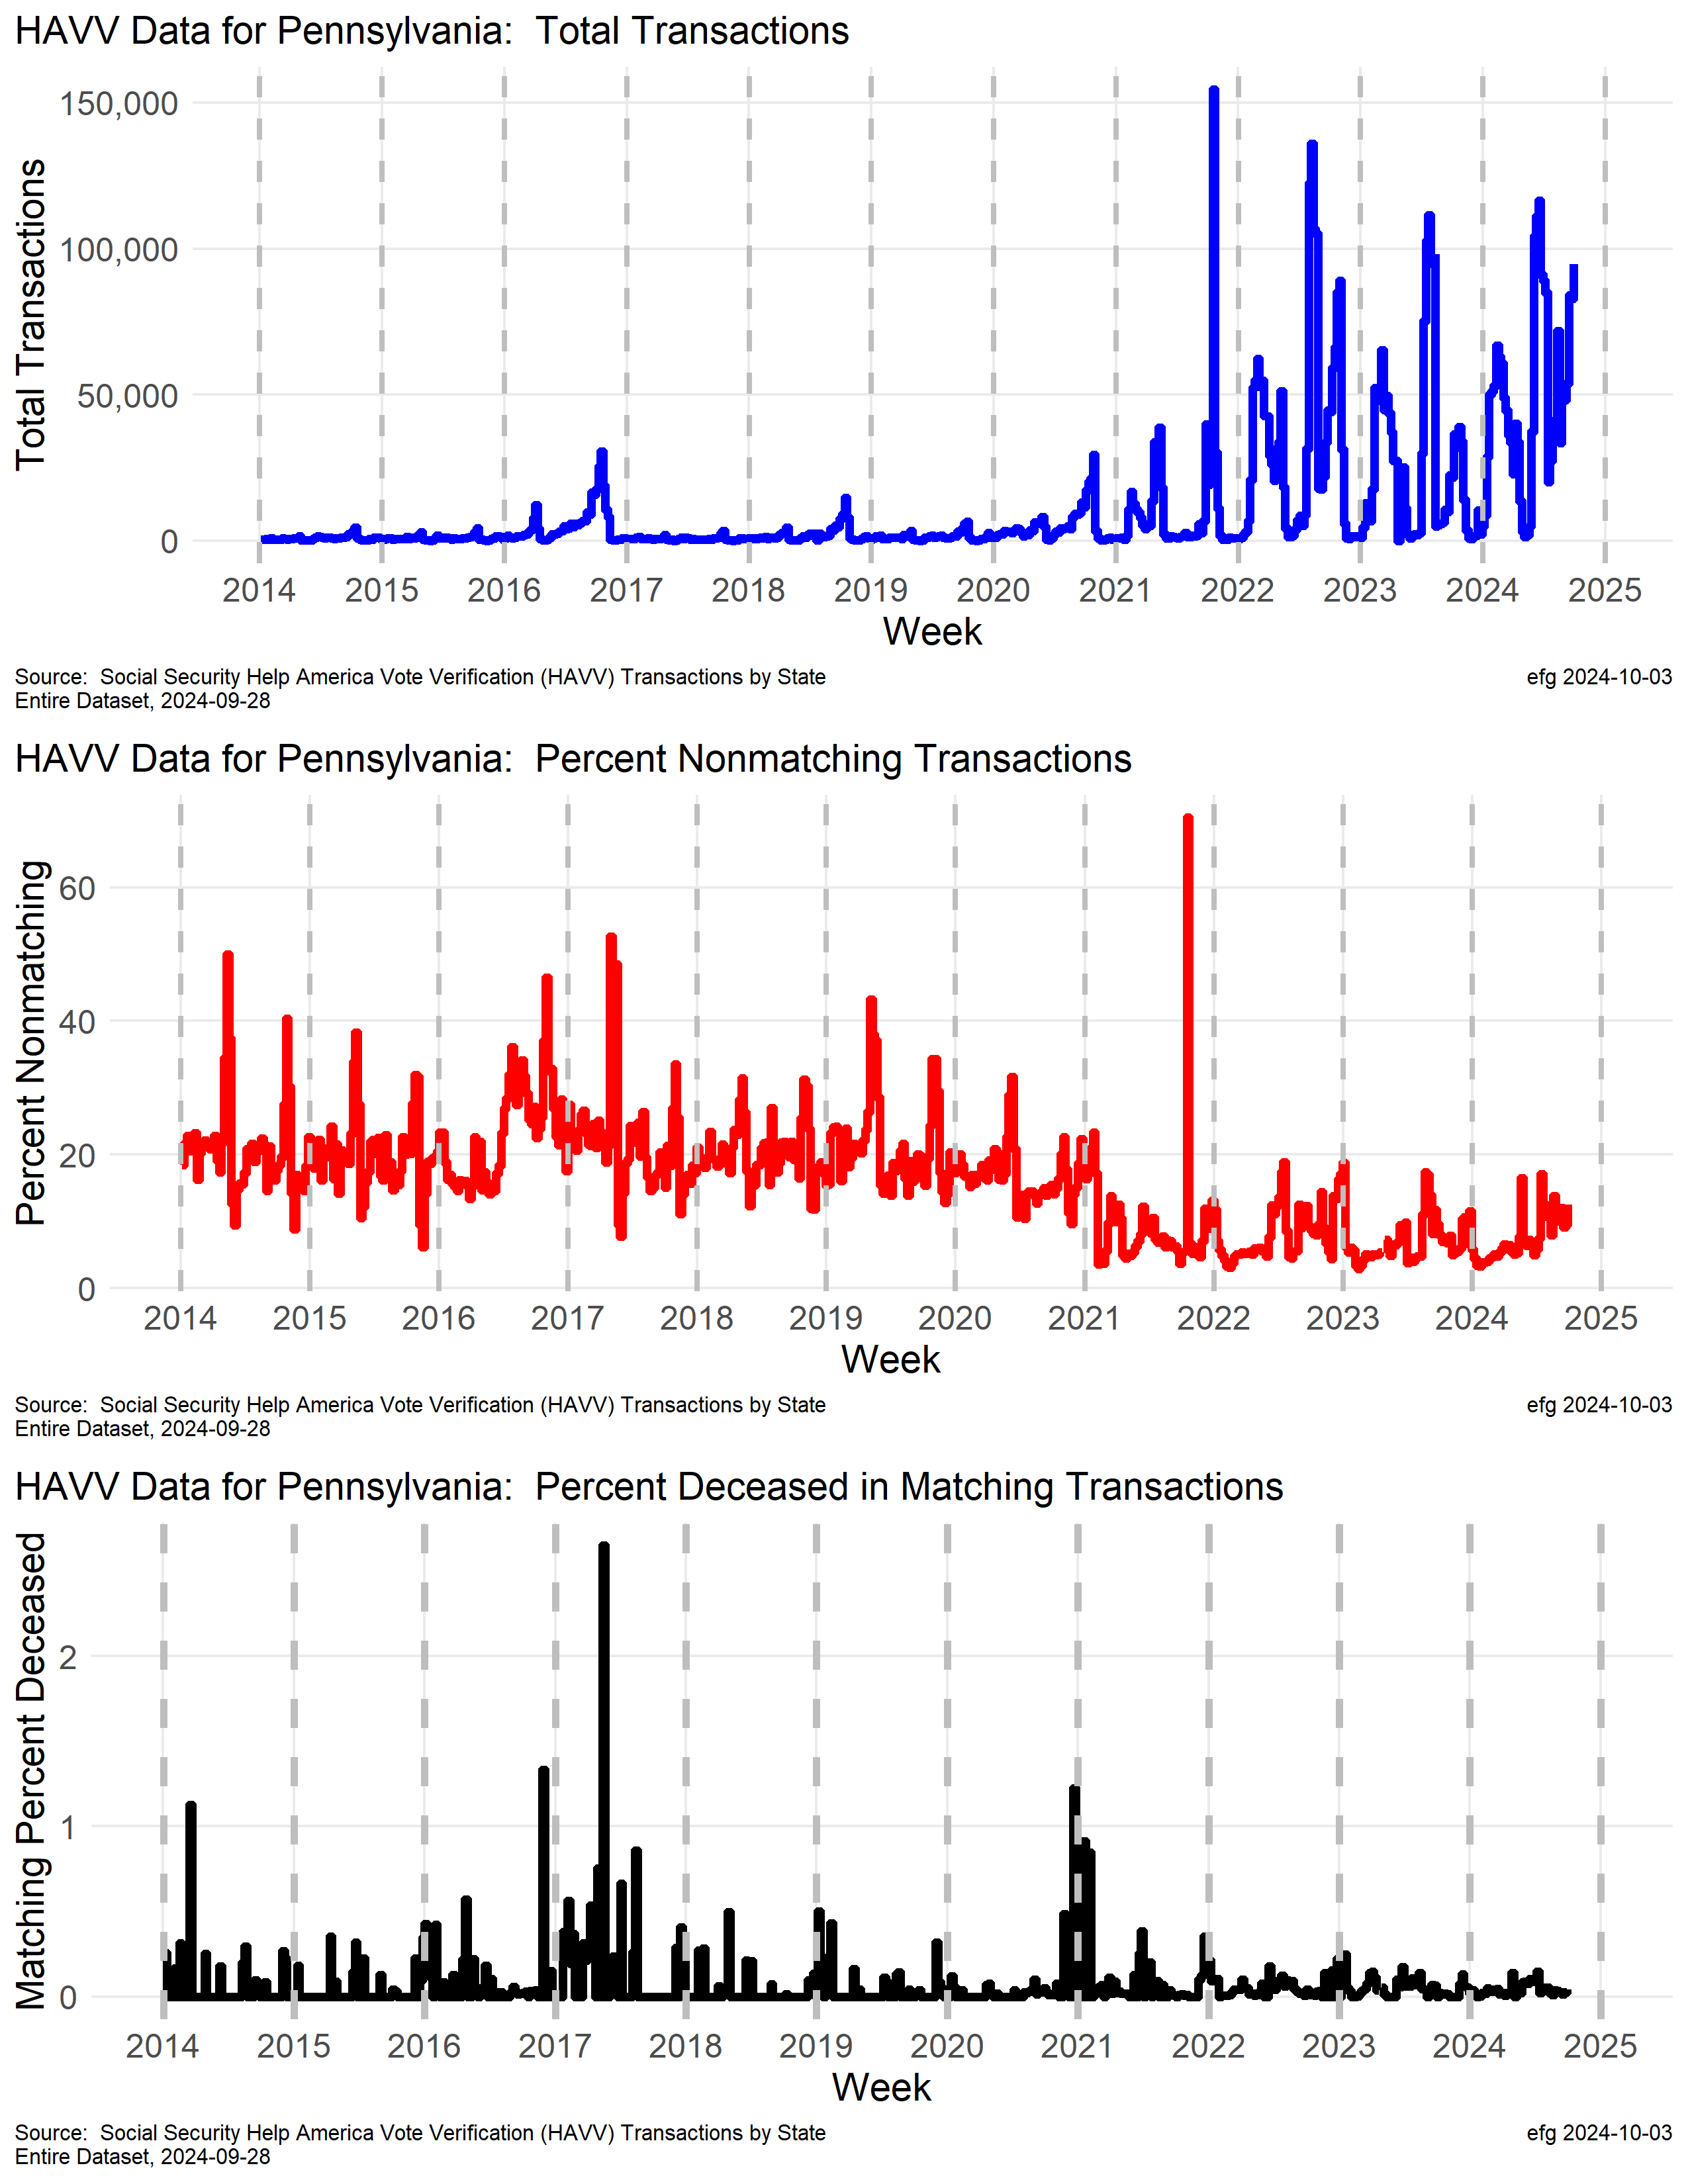 HAVV Data for Pennsylvania:  Total Transactions
Total Transactions
150,000
100,000
50,000
0
2014 2015 2016 2017 2018 2019 2020 2021 2022 2023 2024 2025
Week
Source:  Social Security Help America Vote Verification (HAVV) Transactions by State
Entire Dataset, 2024-09-28
efg 2024-10-03
HAVV Data for Pennsylvania:  Percent Nonmatching Transactions
Percent Nonmatching
60
40
20
0
2014 2015 2016 2017 2018 2019 2020 2021 2022 2023 2024 2025
Week
Source:  Social Security Help America Vote Verification (HAVV) Transactions by State
Entire Dataset, 2024-09-28
efg 2024-10-03
HAVV Data for Pennsylvania:  Percent Deceased in Matching Transactions
Matching Percent Deceased
2
1
0
2014 2015 2016 2017 2018 2019 2020 2021 2022 2023 2024 2025
Week
Source:  Social Security Help America Vote Verification (HAVV) Transactions by State
Entire Dataset, 2024-09-28
efg 2024-10-03